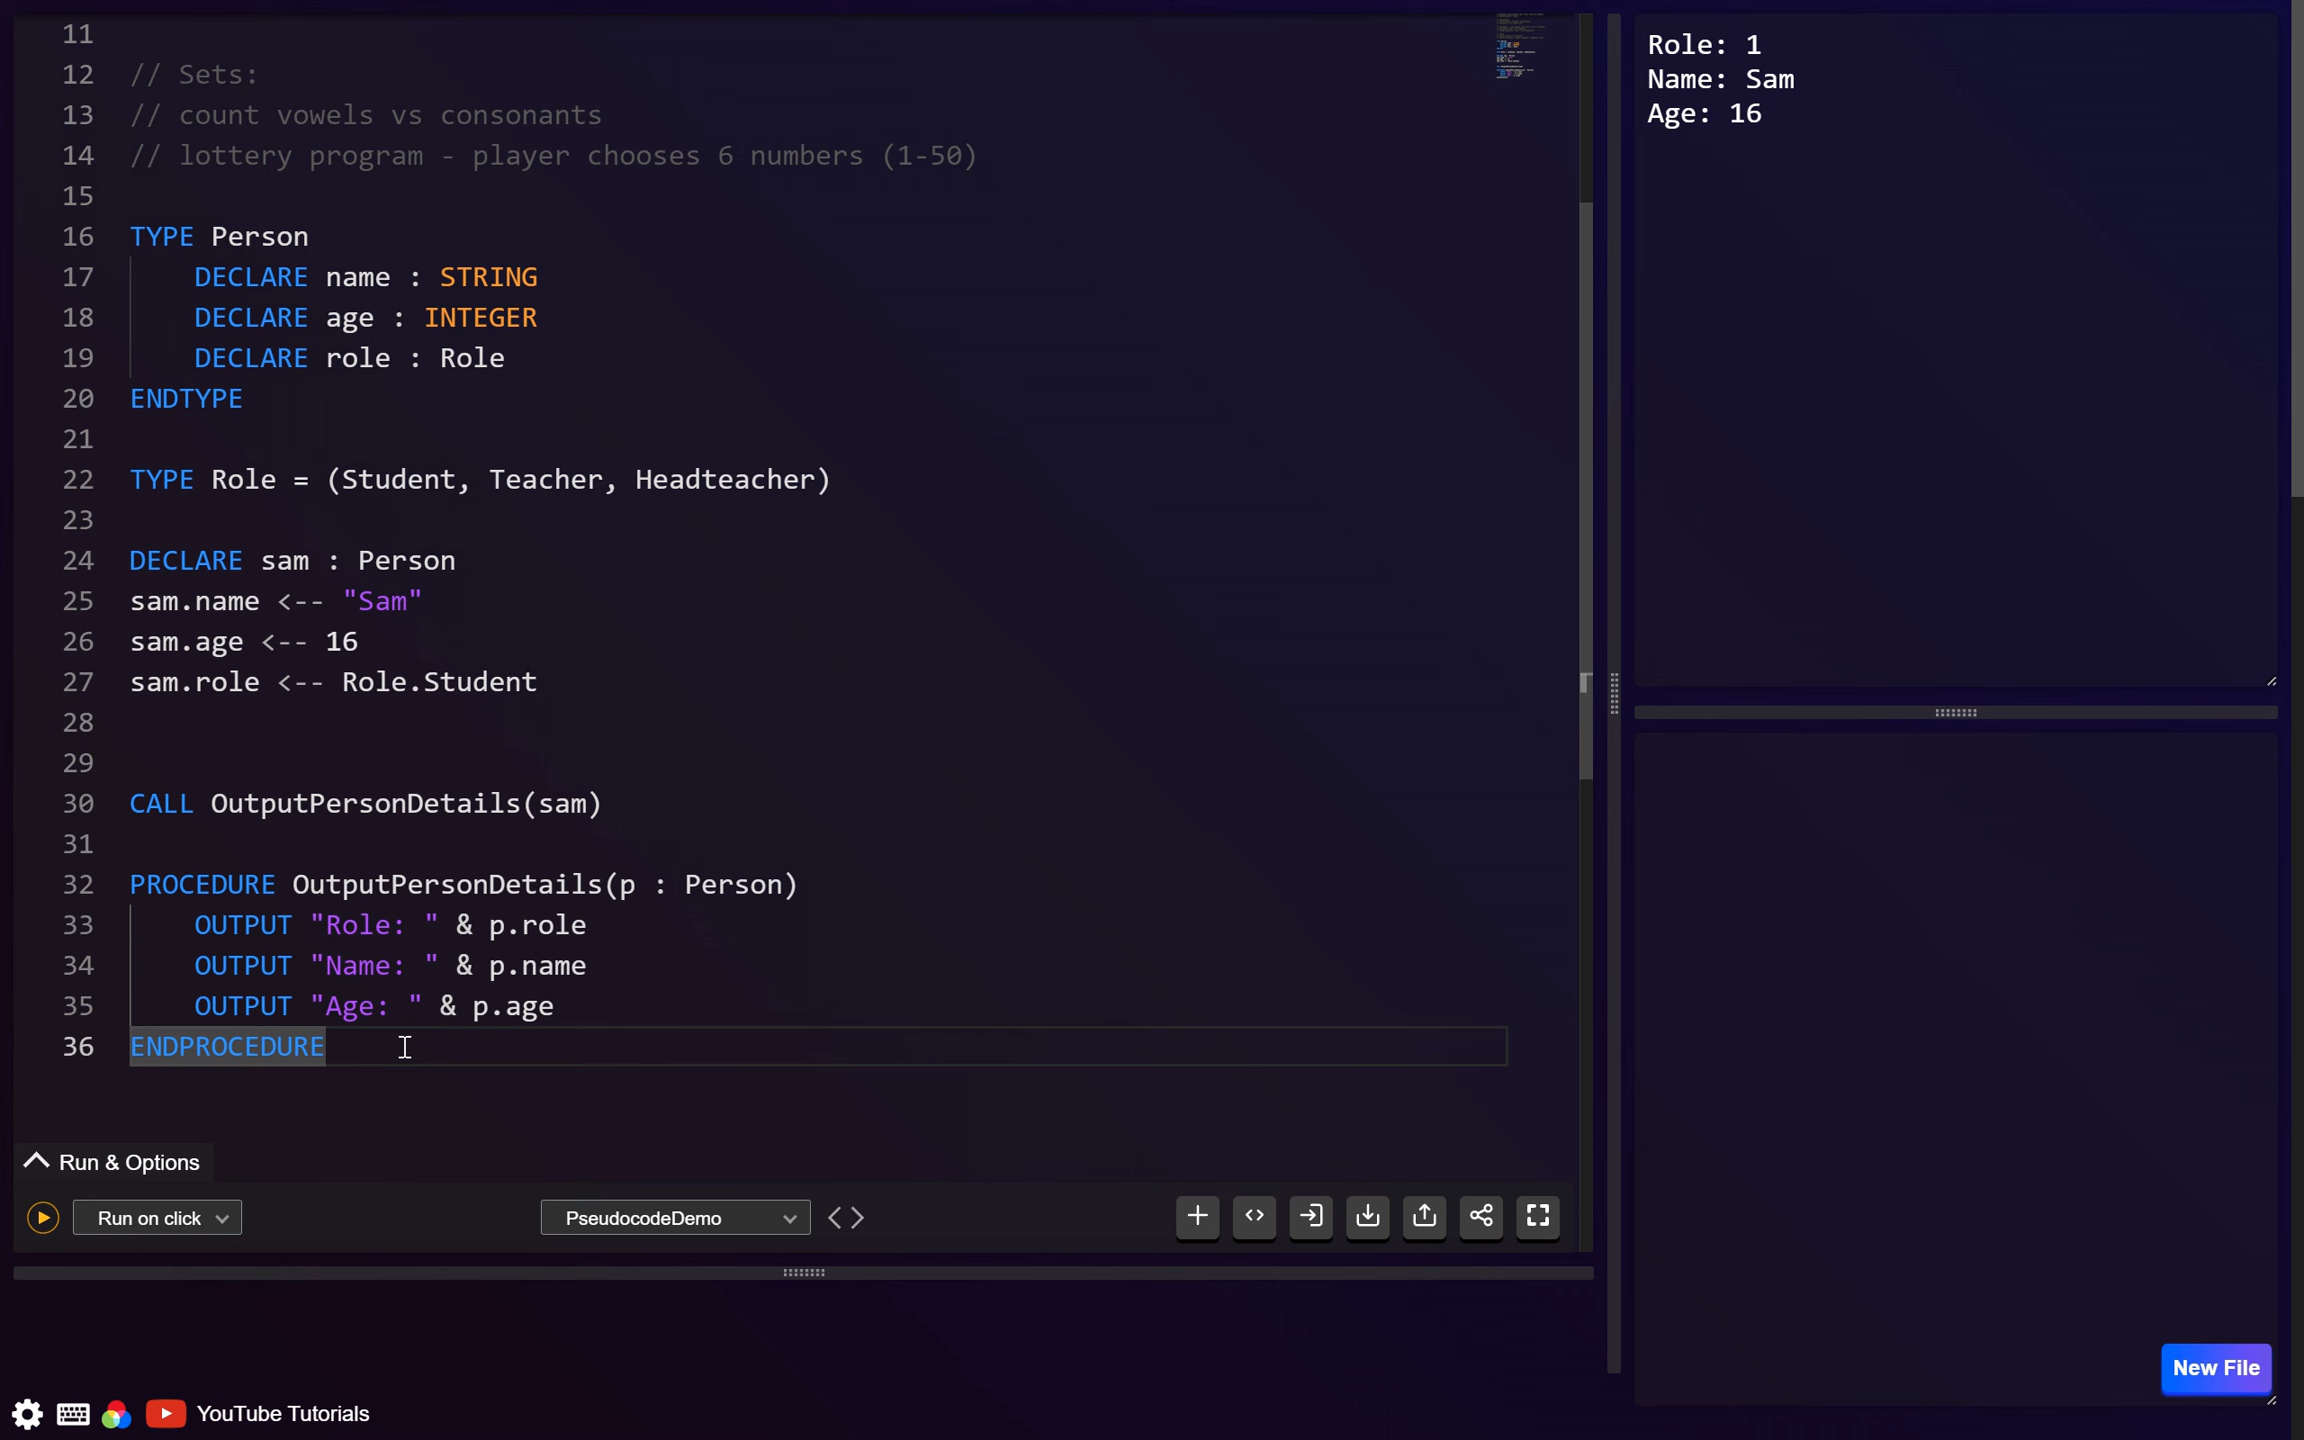 11
12 // Sets:
13 // count vowels vs consonants
14 // lottery program - player chooses 6 numbers (1-50)
15
16 TYPE Person
17     DECLARE name : STRING
18     DECLARE age : INTEGER
19     DECLARE role : Role
20 ENDTYPE
21
22 TYPE Role = (Student, Teacher, Headteacher)
23
24 DECLARE sam : Person
25 sam.name <-- "Sam"
26 sam.age <-- 16
27 sam.role <-- Role.Student
28
29
30 CALL OutputPersonDetails(sam)
31
32 PROCEDURE OutputPersonDetails(p : Person)
33     OUTPUT "Role: " & p.role
34     OUTPUT "Name: " & p.name
35     OUTPUT "Age: " & p.age
36 ENDPROCEDURE
Run & Options
Run on click
PseudocodeDemo
Role: 1
Name: Sam
Age: 16
New File
YouTube Tutorials